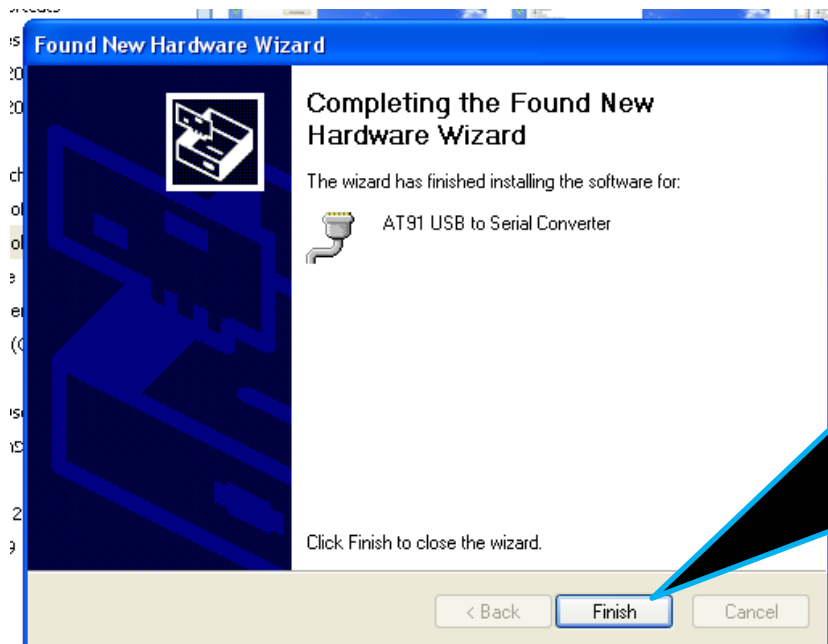 Found New Hardware Wizard
Completing the Found New
Hardware Wizard
The wizard has finished installing the software for:
AT91 USB to Serial Converter
Click Finish to close the wizard.
< Back
Finish
Cancel